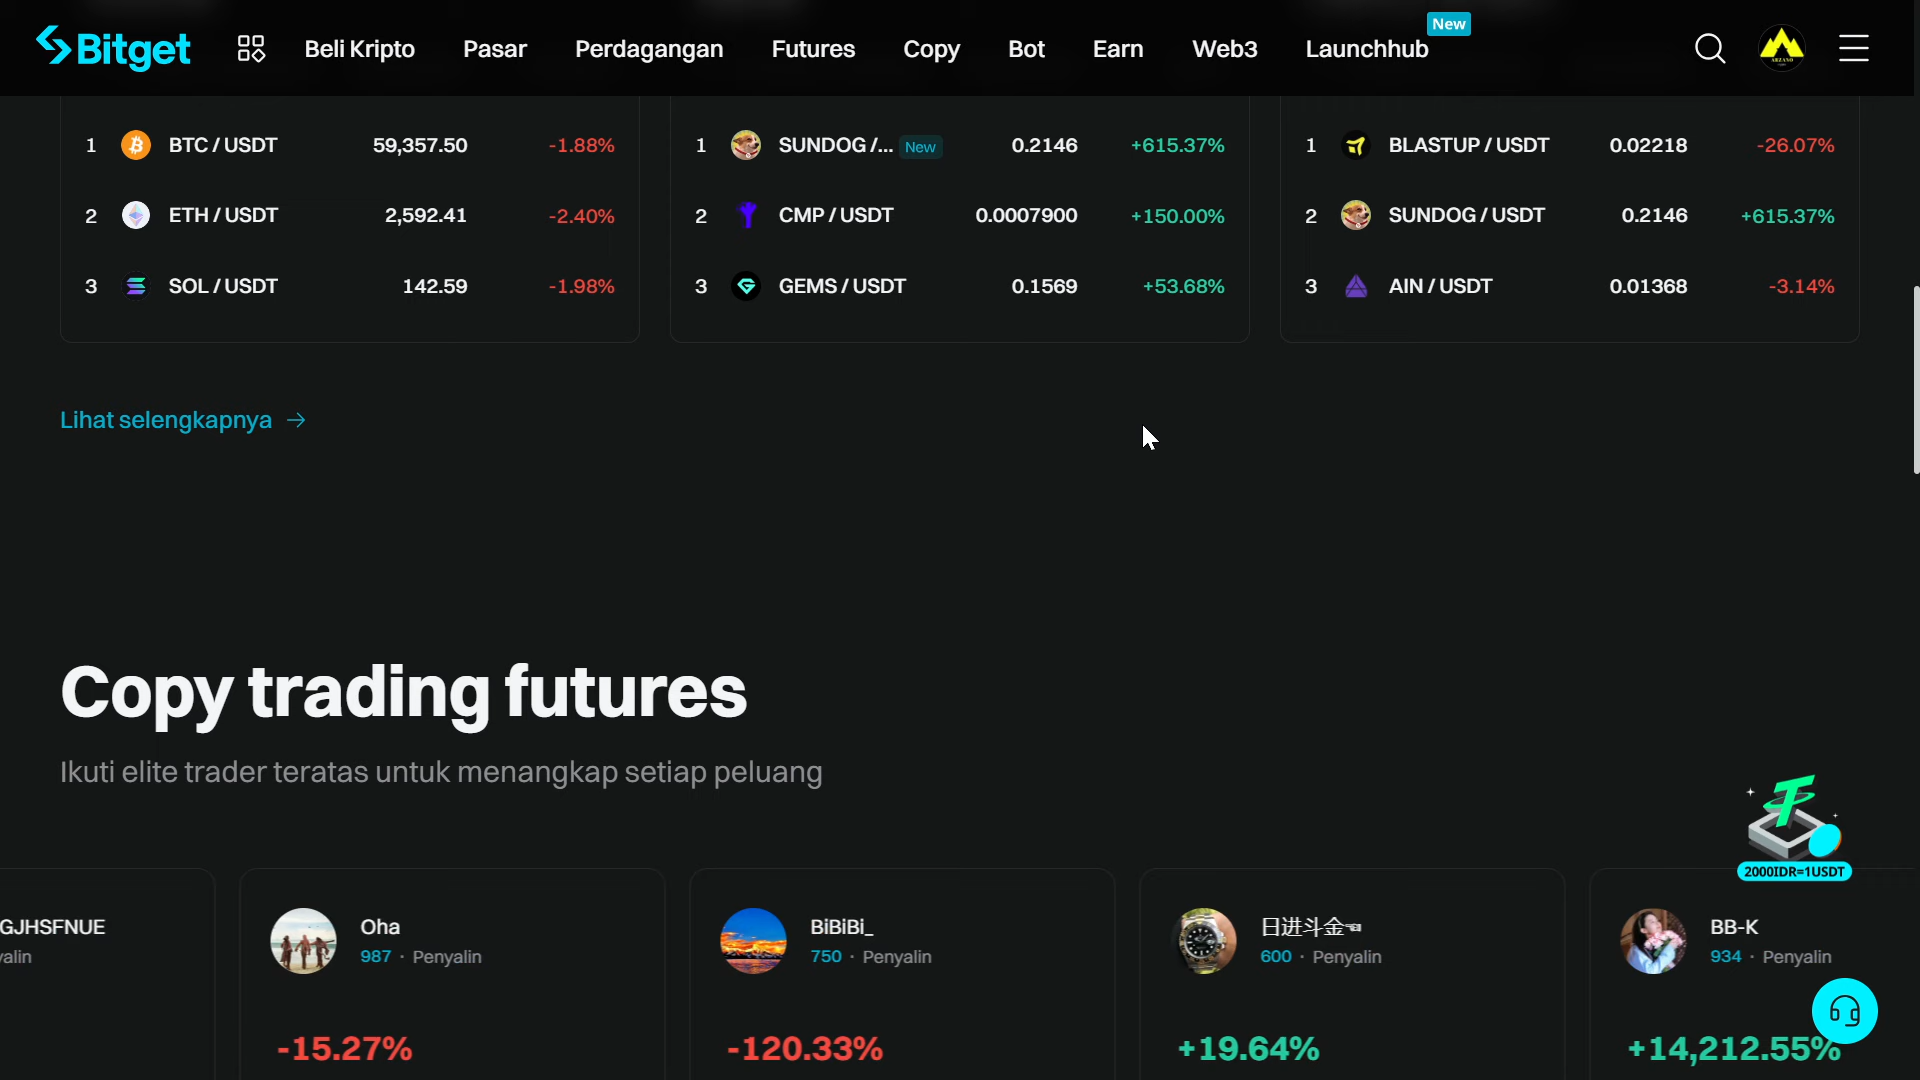 Bitget Beli Kripto Pasar Perdagangan Futures Copy Bot Earn Web3 Launchhub New
1 BTC / USDT 59,357.50 -1.88%
2 ETH / USDT 2,592.41 -2.40%
3 SOL / USDT 142.59 -1.98%
1 SUNDOG /... New 0.2146 +615.37%
2 CMP / USDT 0.0007900 +150.00%
3 GEMS / USDT 0.1569 +53.68%
1 BLASTUP / USDT 0.02218 -26.07%
2 SUNDOG / USDT 0.2146 +615.37%
3 AIN / USDT 0.01368 -3.14%
Lihat selengkapnya →
Copy trading futures
Ikuti elite trader teratas untuk menangkap setiap peluang
2000IDR=1USDT
GJHSFNUE
alin
Oha
987 · Penyalin
-15.27%
BiBiBi_
750 · Penyalin
-120.33%
日进斗金☜
600 · Penyalin
+19.64%
BB-K
934 · Penyalin
+14,212.55%